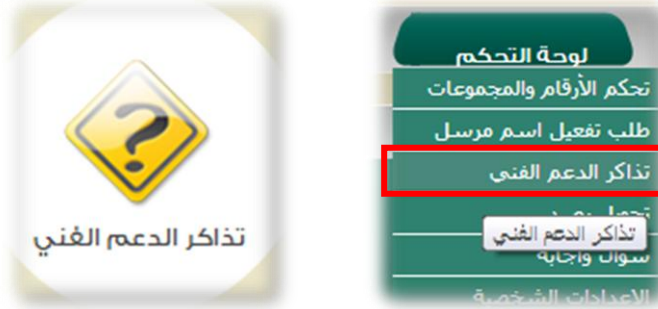 ?
تذاكر الدعم الفني
لوحة التحكم
تحكم الأرقام والمجموعات
طلب تفعيل اسم مرسل
تذاكر الدعم الفني
تذاكر الدعم الفني
سؤال واجابة
الاعدادات الشخصية